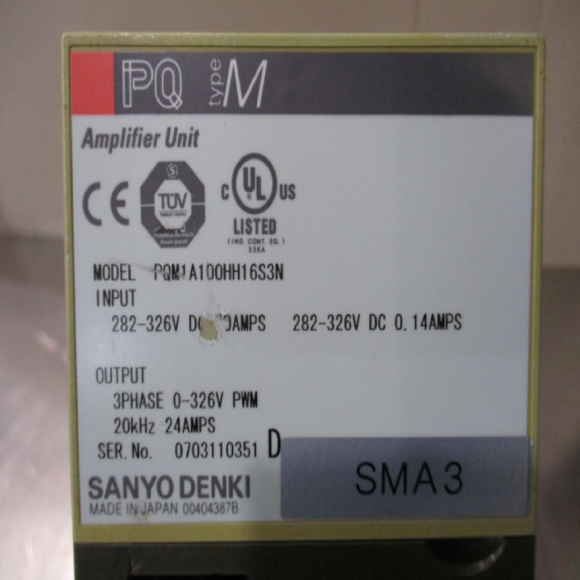 PQ type M
Amplifier Unit
CE TÜV C UL US
LISTED
(IND. CONT. EQ.)
MODEL PQM1A100HH16S3N
INPUT
282-326V 282-326V DC 0.14AMPS
OUTPUT
3PHASE 0-326V PWM
20kHz 24AMPS
SER. No. 0703110351 D
SANYO DENKI
MADE IN JAPAN 00404387B
SMA3